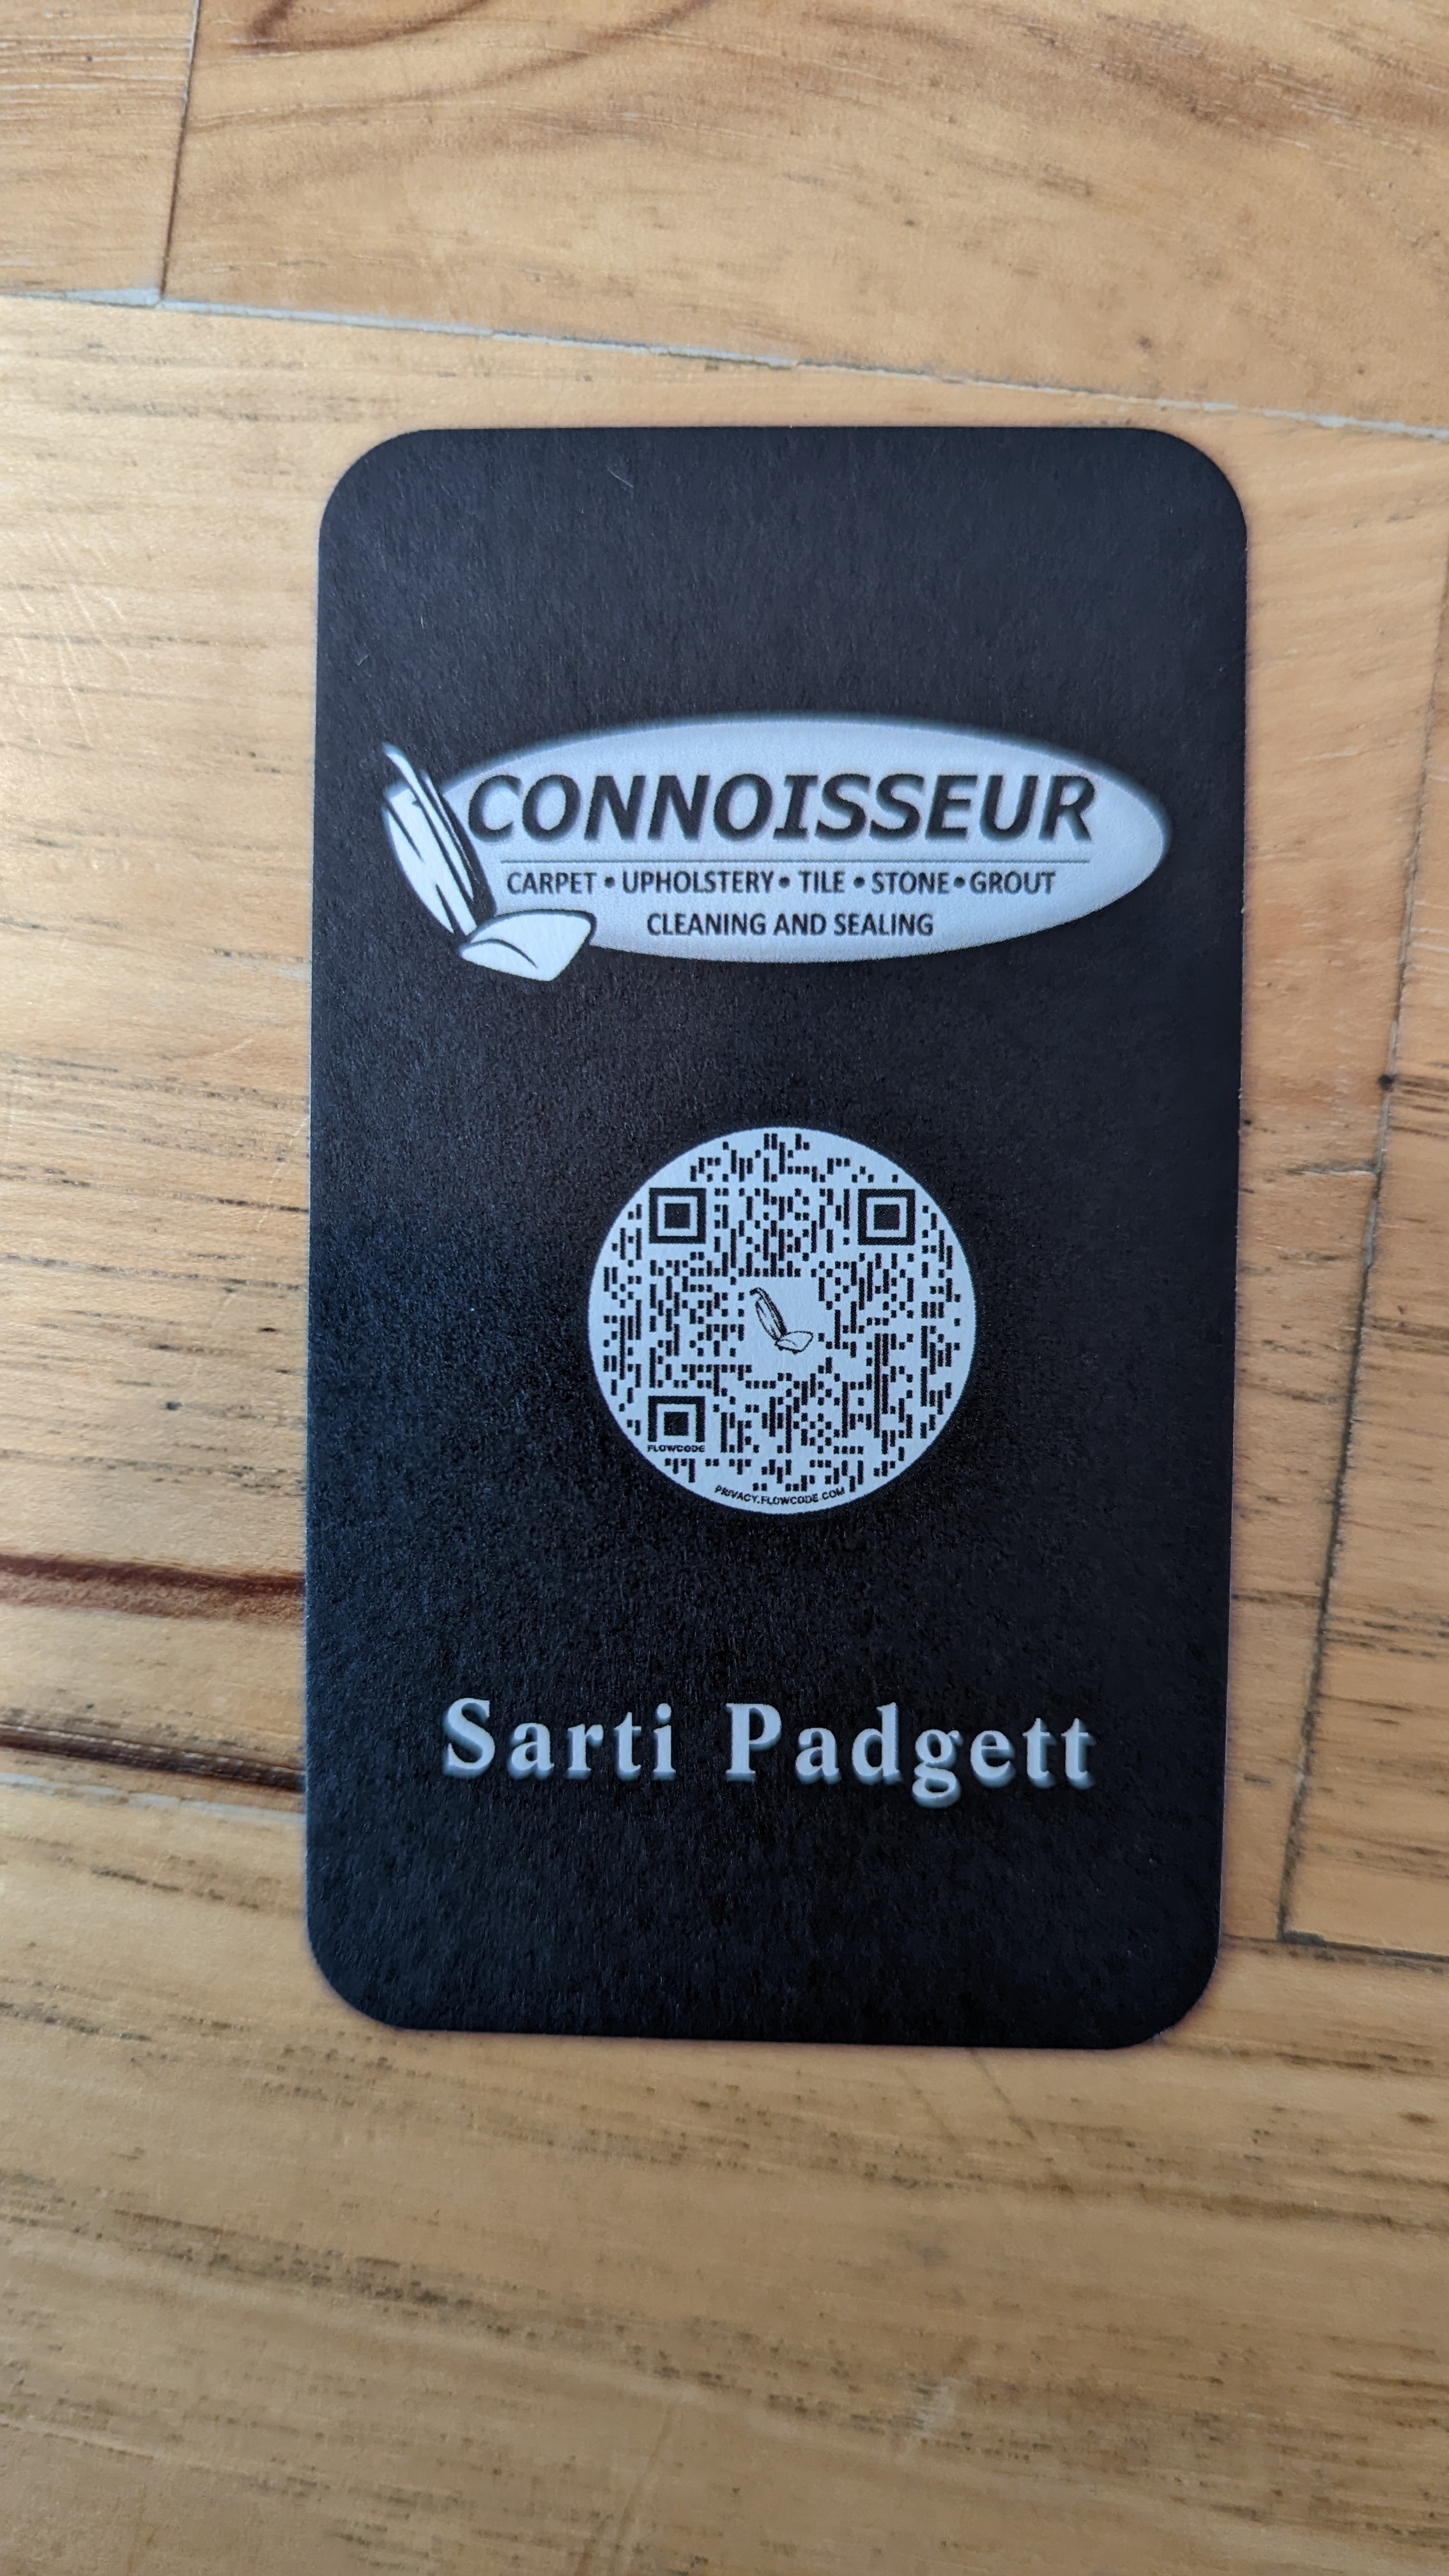 CONNOISSEUR
CARPET • UPHOLSTERY • TILE • STONE • GROUT
CLEANING AND SEALING
FLOWCODE
PRIVACY.FLOWCODE.COM
Sarti Padgett